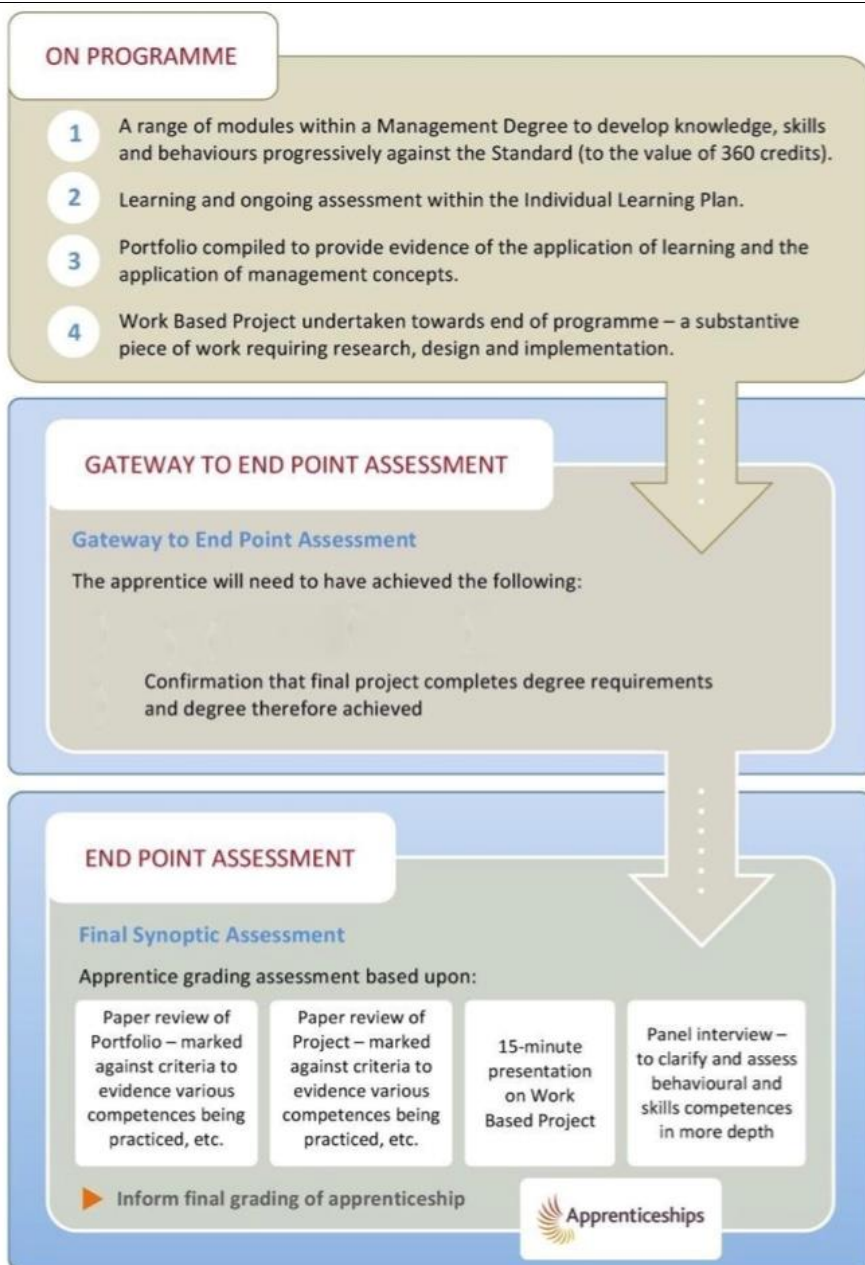 ON PROGRAMME
1
A range of modules within a Management Degree to develop knowledge, skills
and behaviours progressively against the Standard (to the value of 360 credits).
2
Learning and ongoing assessment within the Individual Learning Plan.
3
Portfolio compiled to provide evidence of the application of learning and the
application of management concepts.
4
Work Based Project undertaken towards end of programme – a substantive
piece of work requiring research, design and implementation.
GATEWAY TO END POINT ASSESSMENT
Gateway to End Point Assessment
The apprentice will need to have achieved the following:
Confirmation that final project completes degree requirements
and degree therefore achieved
END POINT ASSESSMENT
Final Synoptic Assessment
Apprentice grading assessment based upon:
Paper review of
Portfolio – marked
against criteria to
evidence various
competences being
practiced, etc.
Paper review of
Project – marked
against criteria to
evidence various
competences being
practiced, etc.
15-minute
presentation
on Work
Based Project
Panel interview –
to clarify and assess
behavioural and
skills competences
in more depth
Inform final grading of apprenticeship
Apprenticeships